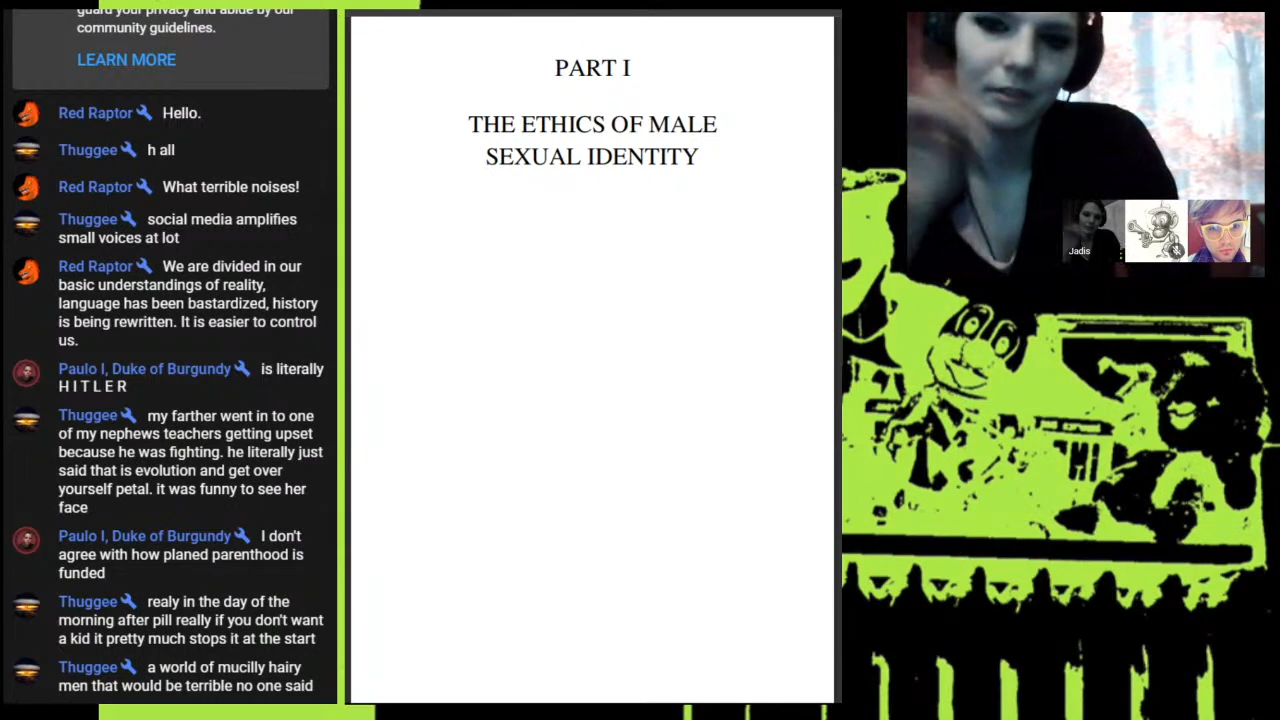 guard your privacy and abide by our
community guidelines.
LEARN MORE
Red Raptor Hello.
Thuggee h all
Red Raptor What terrible noises!
Thuggee social media amplifies
small voices at lot
Red Raptor We are divided in our
basic understandings of reality,
language has been bastardized, history
is being rewritten. It is easier to control
us.
Paulo I, Duke of Burgundy is literally
H I T L E R
Thuggee my farther went in to one
of my nephews teachers getting upset
because he was fighting. he literally just
said that is evolution and get over
yourself petal. it was funny to see her
face
Paulo I, Duke of Burgundy I don't
agree with how planed parenthood is
funded
Thuggee realy in the day of the
morning after pill really if you don't want
a kid it pretty much stops it at the start
Thuggee a world of mucilly hairy
men that would be terrible no one said
PART I
THE ETHICS OF MALE
SEXUAL IDENTITY
Jadis